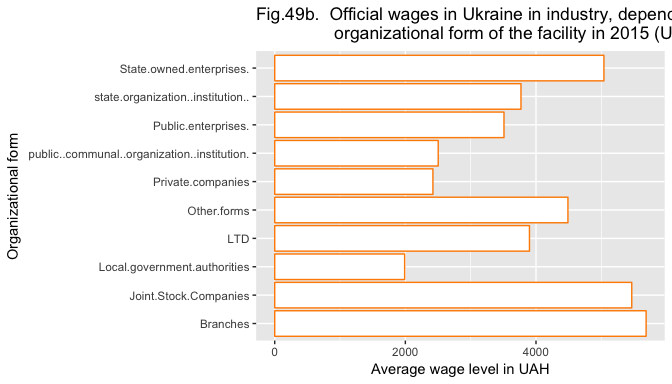 Fig.49b.  Official wages in Ukraine in industry, depen
organizational form of the facility in 2015 (U
State.owned.enterprises.
state.organization..institution..
Public.enterprises.
public..communal..organization..institution.
Private.companies
Other.forms
LTD
Local.government.authorities
Joint.Stock.Companies
Branches
Organizational form
0 2000 4000
Average wage level in UAH